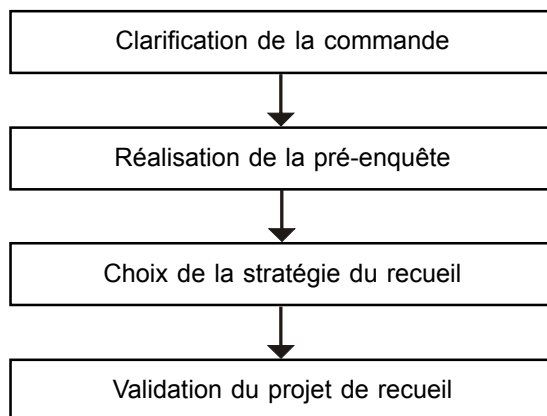 Clarification de la commande
Réalisation de la pré-enquête
Choix de la stratégie du recueil
Validation du projet de recueil